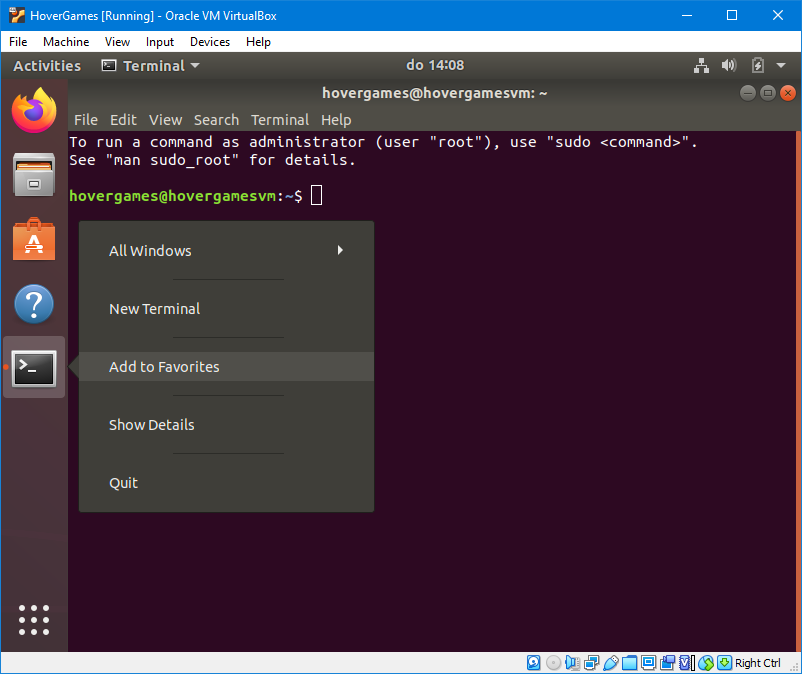 HoverGames [Running] - Oracle VM VirtualBox
File Machine View Input Devices Help
Activities Terminal do 14:08
hovergames@hovergamesvm: ~
File Edit View Search Terminal Help
To run a command as administrator (user "root"), use "sudo <command>".
See "man sudo_root" for details.
hovergames@hovergamesvm:~$
All Windows
New Terminal
Add to Favorites
Show Details
Quit
Right Ctrl